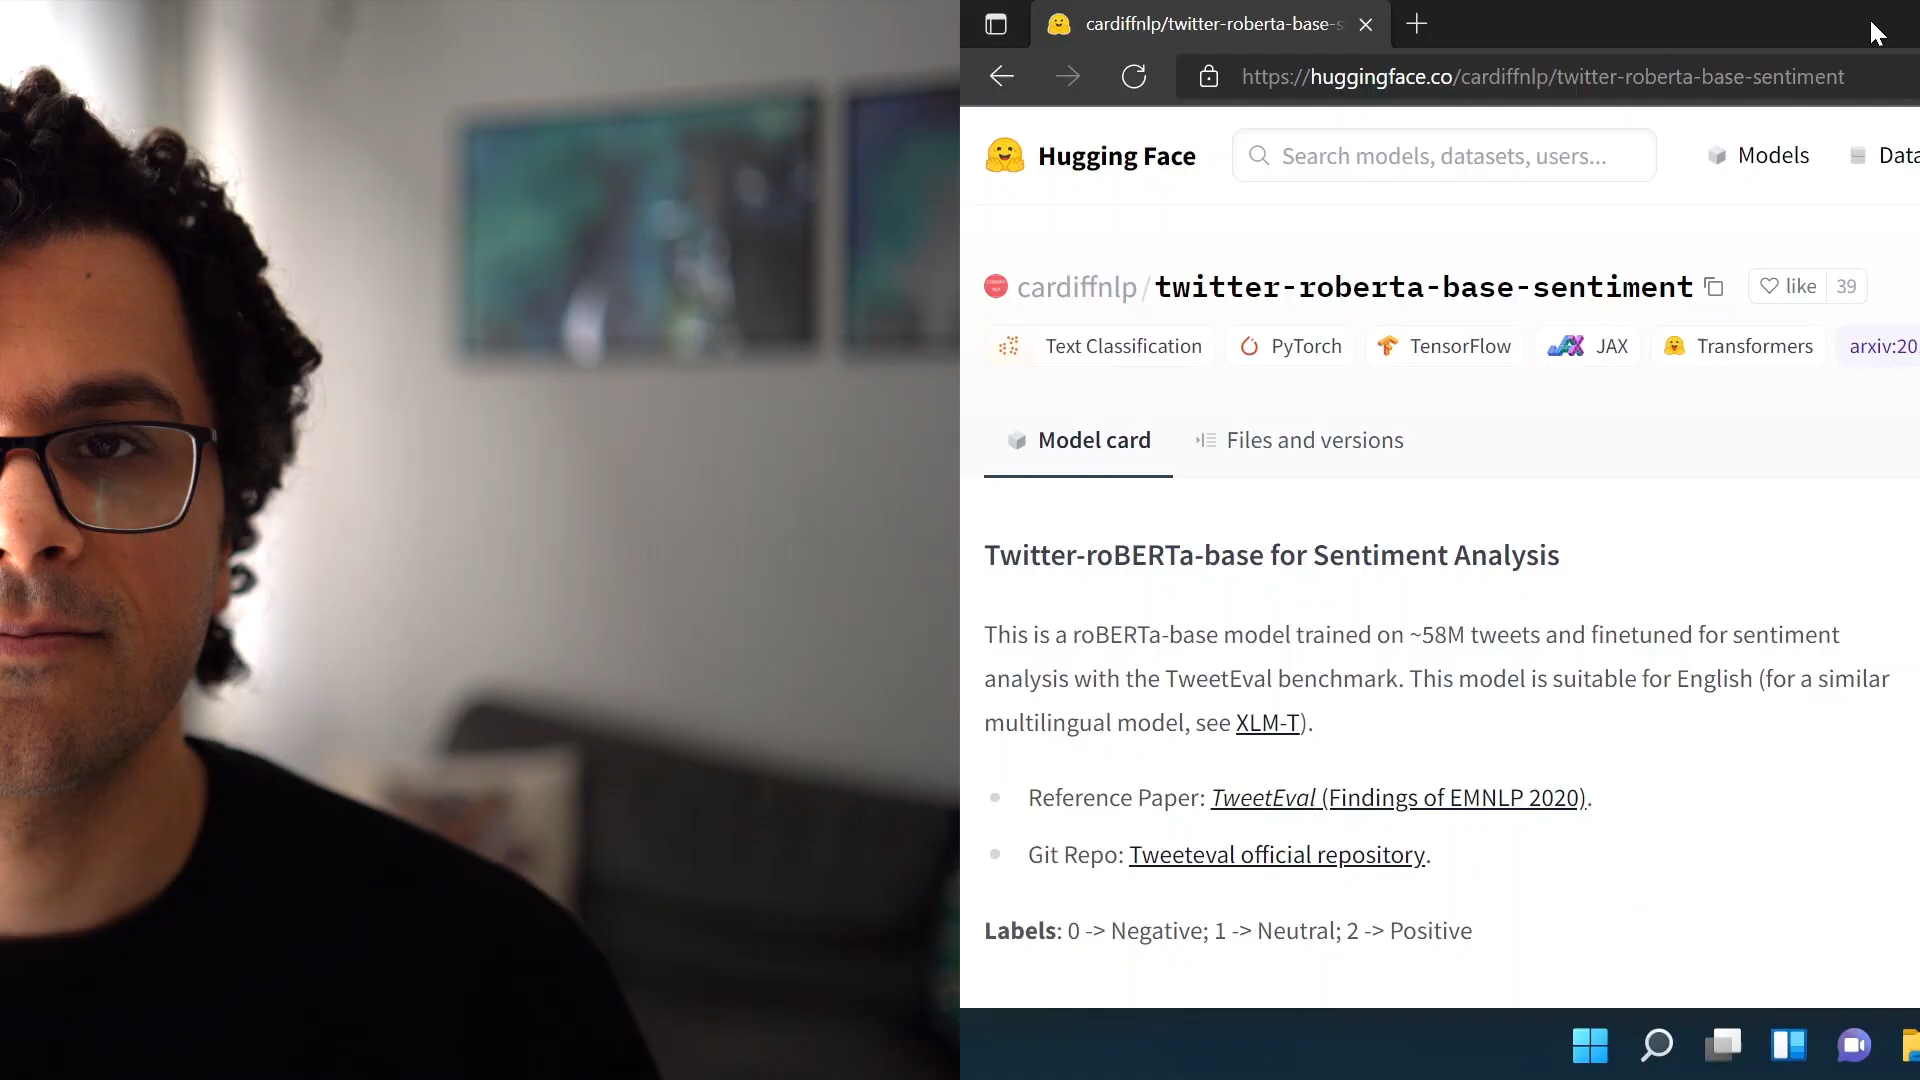 cardiffnlp/twitter-roberta-base-s
https://huggingface.co/cardiffnlp/twitter-roberta-base-sentiment
Hugging Face
Search models, datasets, users...
Models
Data
cardiffnlp/twitter-roberta-base-sentiment
like 39
Text Classification
PyTorch
TensorFlow
JAX
Transformers
arxiv:20
Model card
Files and versions
Twitter-roBERTa-base for Sentiment Analysis
This is a roBERTa-base model trained on ~58M tweets and finetuned for sentiment
analysis with the TweetEval benchmark. This model is suitable for English (for a similar
multilingual model, see XLM-T).
Reference Paper: TweetEval (Findings of EMNLP 2020).
Git Repo: Tweeteval official repository.
Labels: 0 -> Negative; 1 -> Neutral; 2 -> Positive